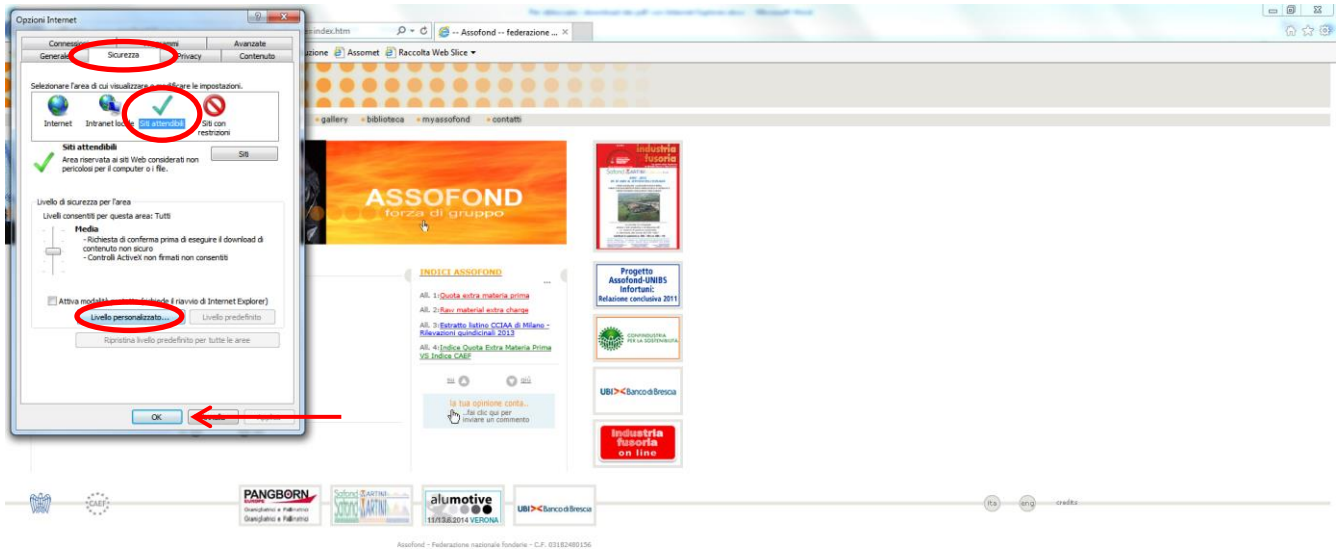 Opzioni Internet
Connessioni Avanzate
Generale Sicurezza Privacy Contenuto
Selezionare l'area di cui visualizzare o modificare le impostazioni.
Internet Intranet locale Siti attendibili Siti con restrizioni
Siti attendibili
Area riservata ai siti Web considerati non
pericolosi per il computer o i file.
Siti
Livello di sicurezza per l'area
Livelli consentiti per questa area: Tutti
Media
- Richiesta di conferma prima di eseguire il download di
contenuto non sicuro
- Controlli ActiveX non firmati non consentiti
Attiva modalità protetta (richiede il riavvio di Internet Explorer)
Livello personalizzato... Livello predefinito
Ripristina livello predefinito per tutte le aree
OK
index.htm
-- Assofond -- federazione ...
Assomet Raccolta Web Slice
gallery biblioteca myassofond contatti
ASSOFOND
forza di gruppo
INDICI ASSOFOND
...
All. 1:Quota extra materia prima
All. 2:Raw material extra charge
All. 3:Estratto listino CCIAA di Milano -
Rilevazioni quindicinali 2013
All. 4:Indice Quota Extra Materia Prima
VS Indice CAEF
su giù
la tua opinione conta..
..fai clic qui per
inviare un commento
industria
fusoria
Progetto
Assofond-UNIBS
Infortuni:
Relazione conclusiva 2011
CONFINDUSTRIA
PER LA SOSTENIBILITÀ
UBI><Banco di Brescia
industria
fusoria
on line
CAEF
PANGBORN
EUROPE
Granigliatrici e Pallinatrici
Granigliatrici e Pallinatrici
alumotive
11/13.6.2014 VERONA
UBI><Banco di Brescia
ita eng credits
Assofond - Federazione nazionale fonderie - C.F. 03182480156